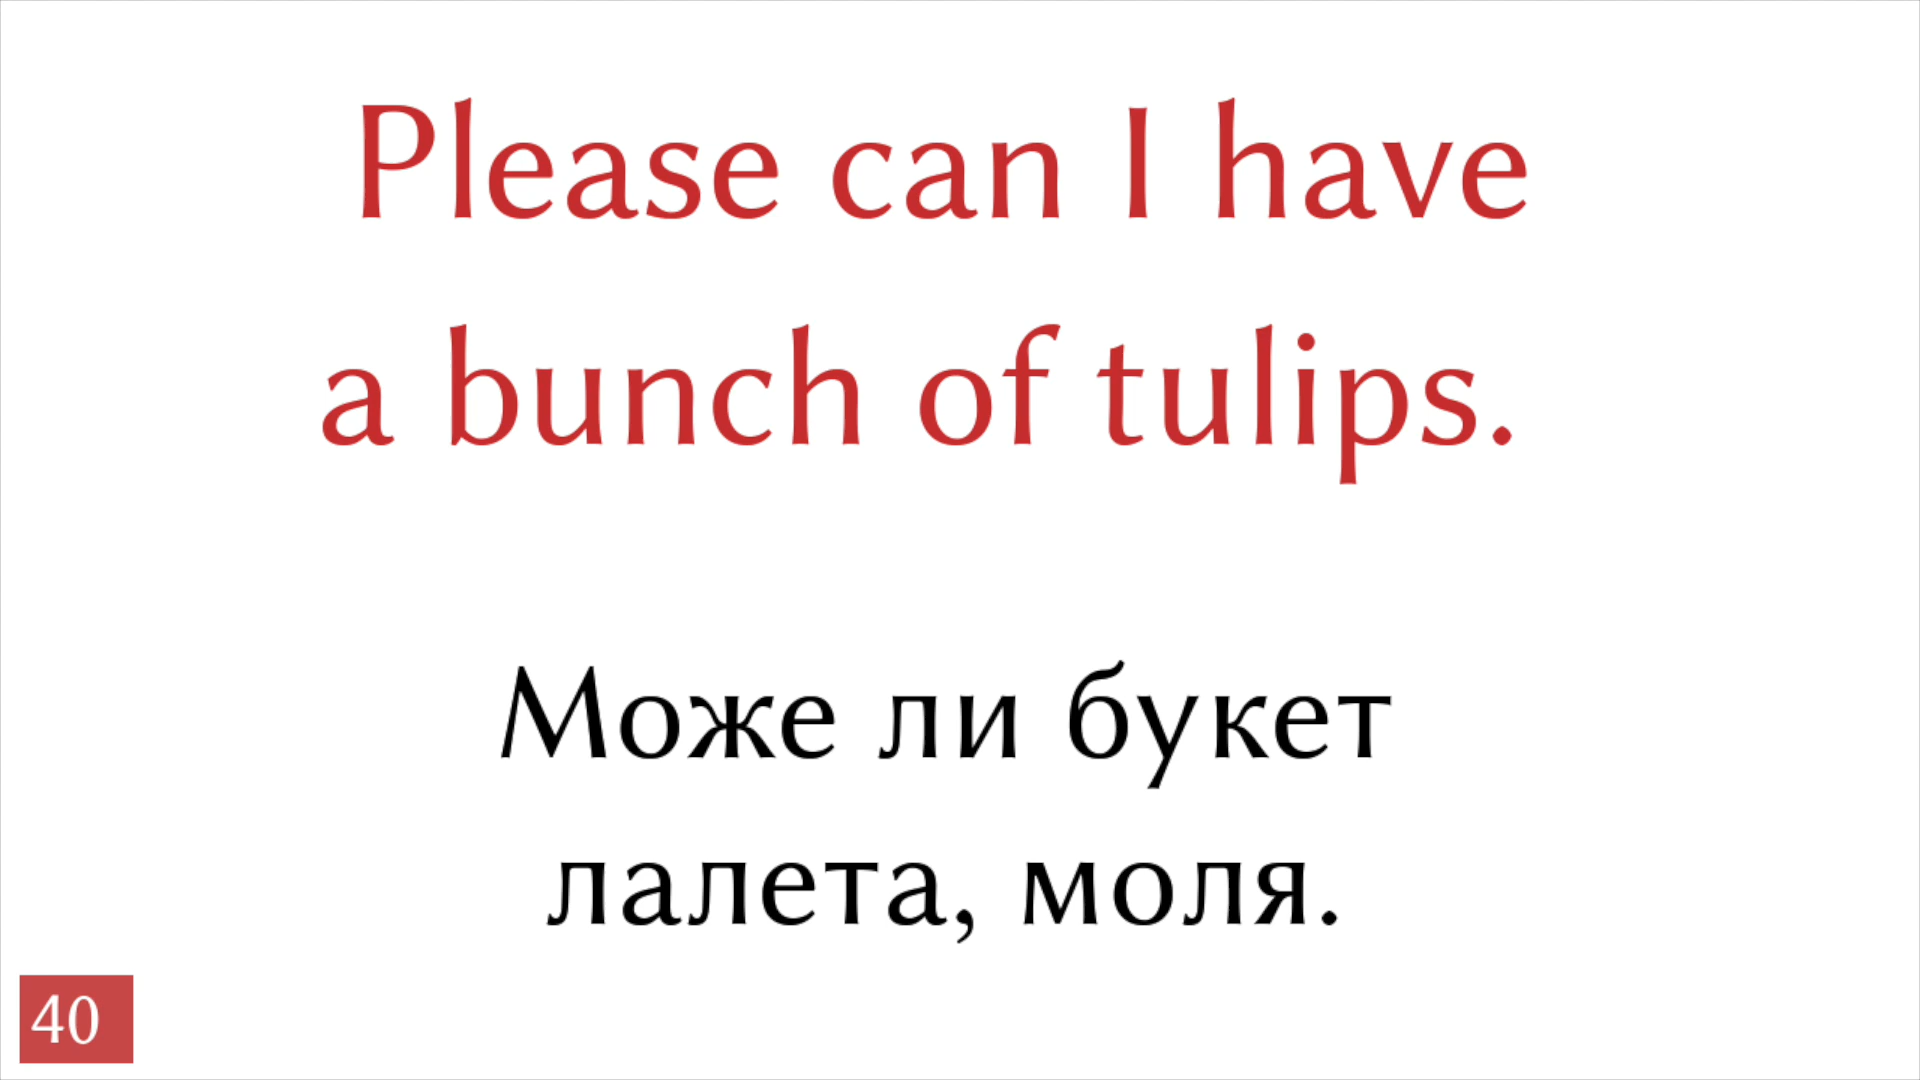 Please can I have
a bunch of tulips.
Може ли букет
лалета, моля.
40